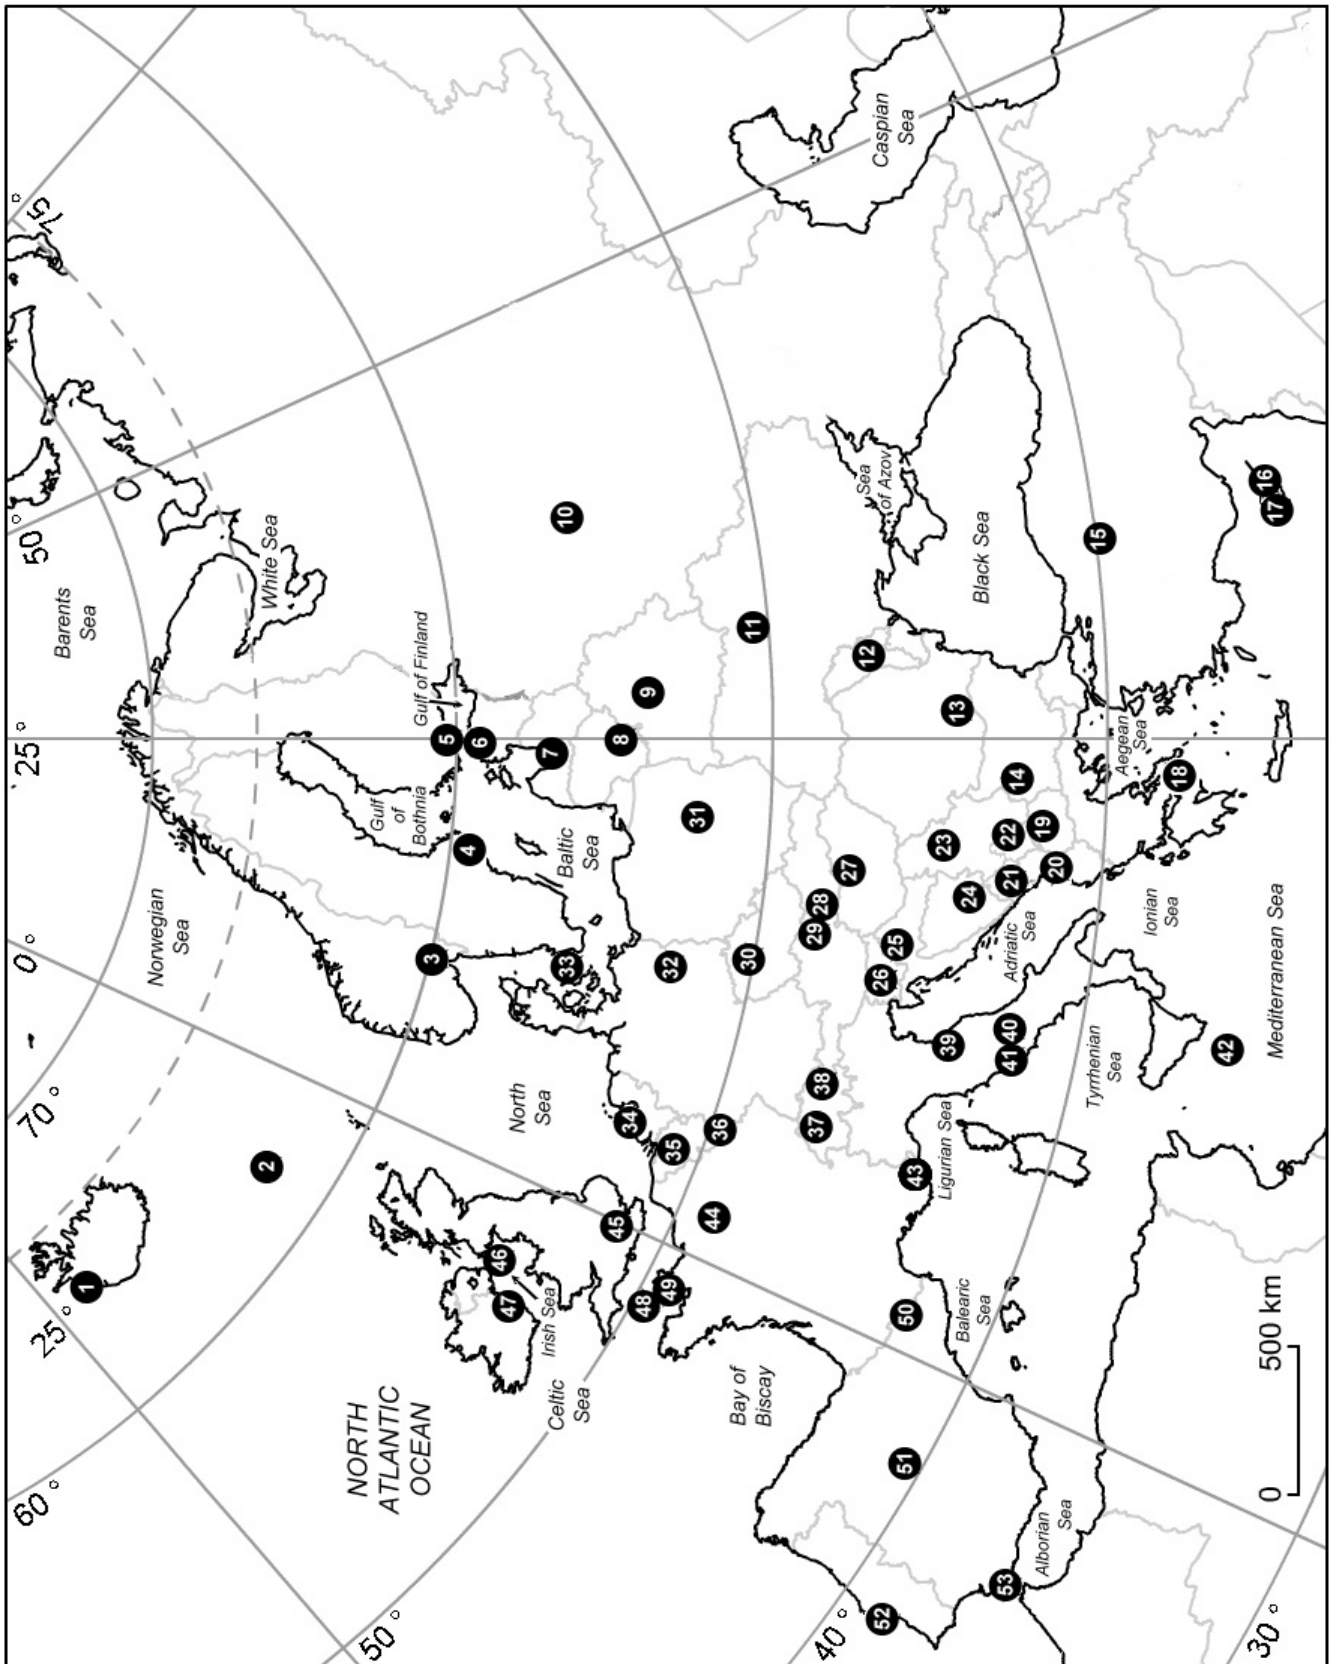 75°
50°
25°
0°
70°
25°
60°
50°
40°
30°
Barents
Sea
White Sea
Norwegian
Sea
Gulf of Finland
Gulf
of
Bothnia
Baltic
Sea
North
Sea
Irish Sea
Celtic
Sea
NORTH
ATLANTIC
OCEAN
Bay of
Biscay
Caspian
Sea
Sea
of Azov
Black Sea
Aegean
Sea
Adriatic
Sea
Ionian
Sea
Mediterranean Sea
Tyrrhenian
Sea
Ligurian Sea
Balearic
Sea
Alborian
Sea
0 500 km
1
2
3
4
5
6
7
8
9
10
11
12
13
14
15
16
17
18
19
20
21
22
23
24
25
26
27
28
29
30
31
32
33
34
35
36
37
38
39
40
41
42
43
44
45
46
47
48
49
50
51
52
53